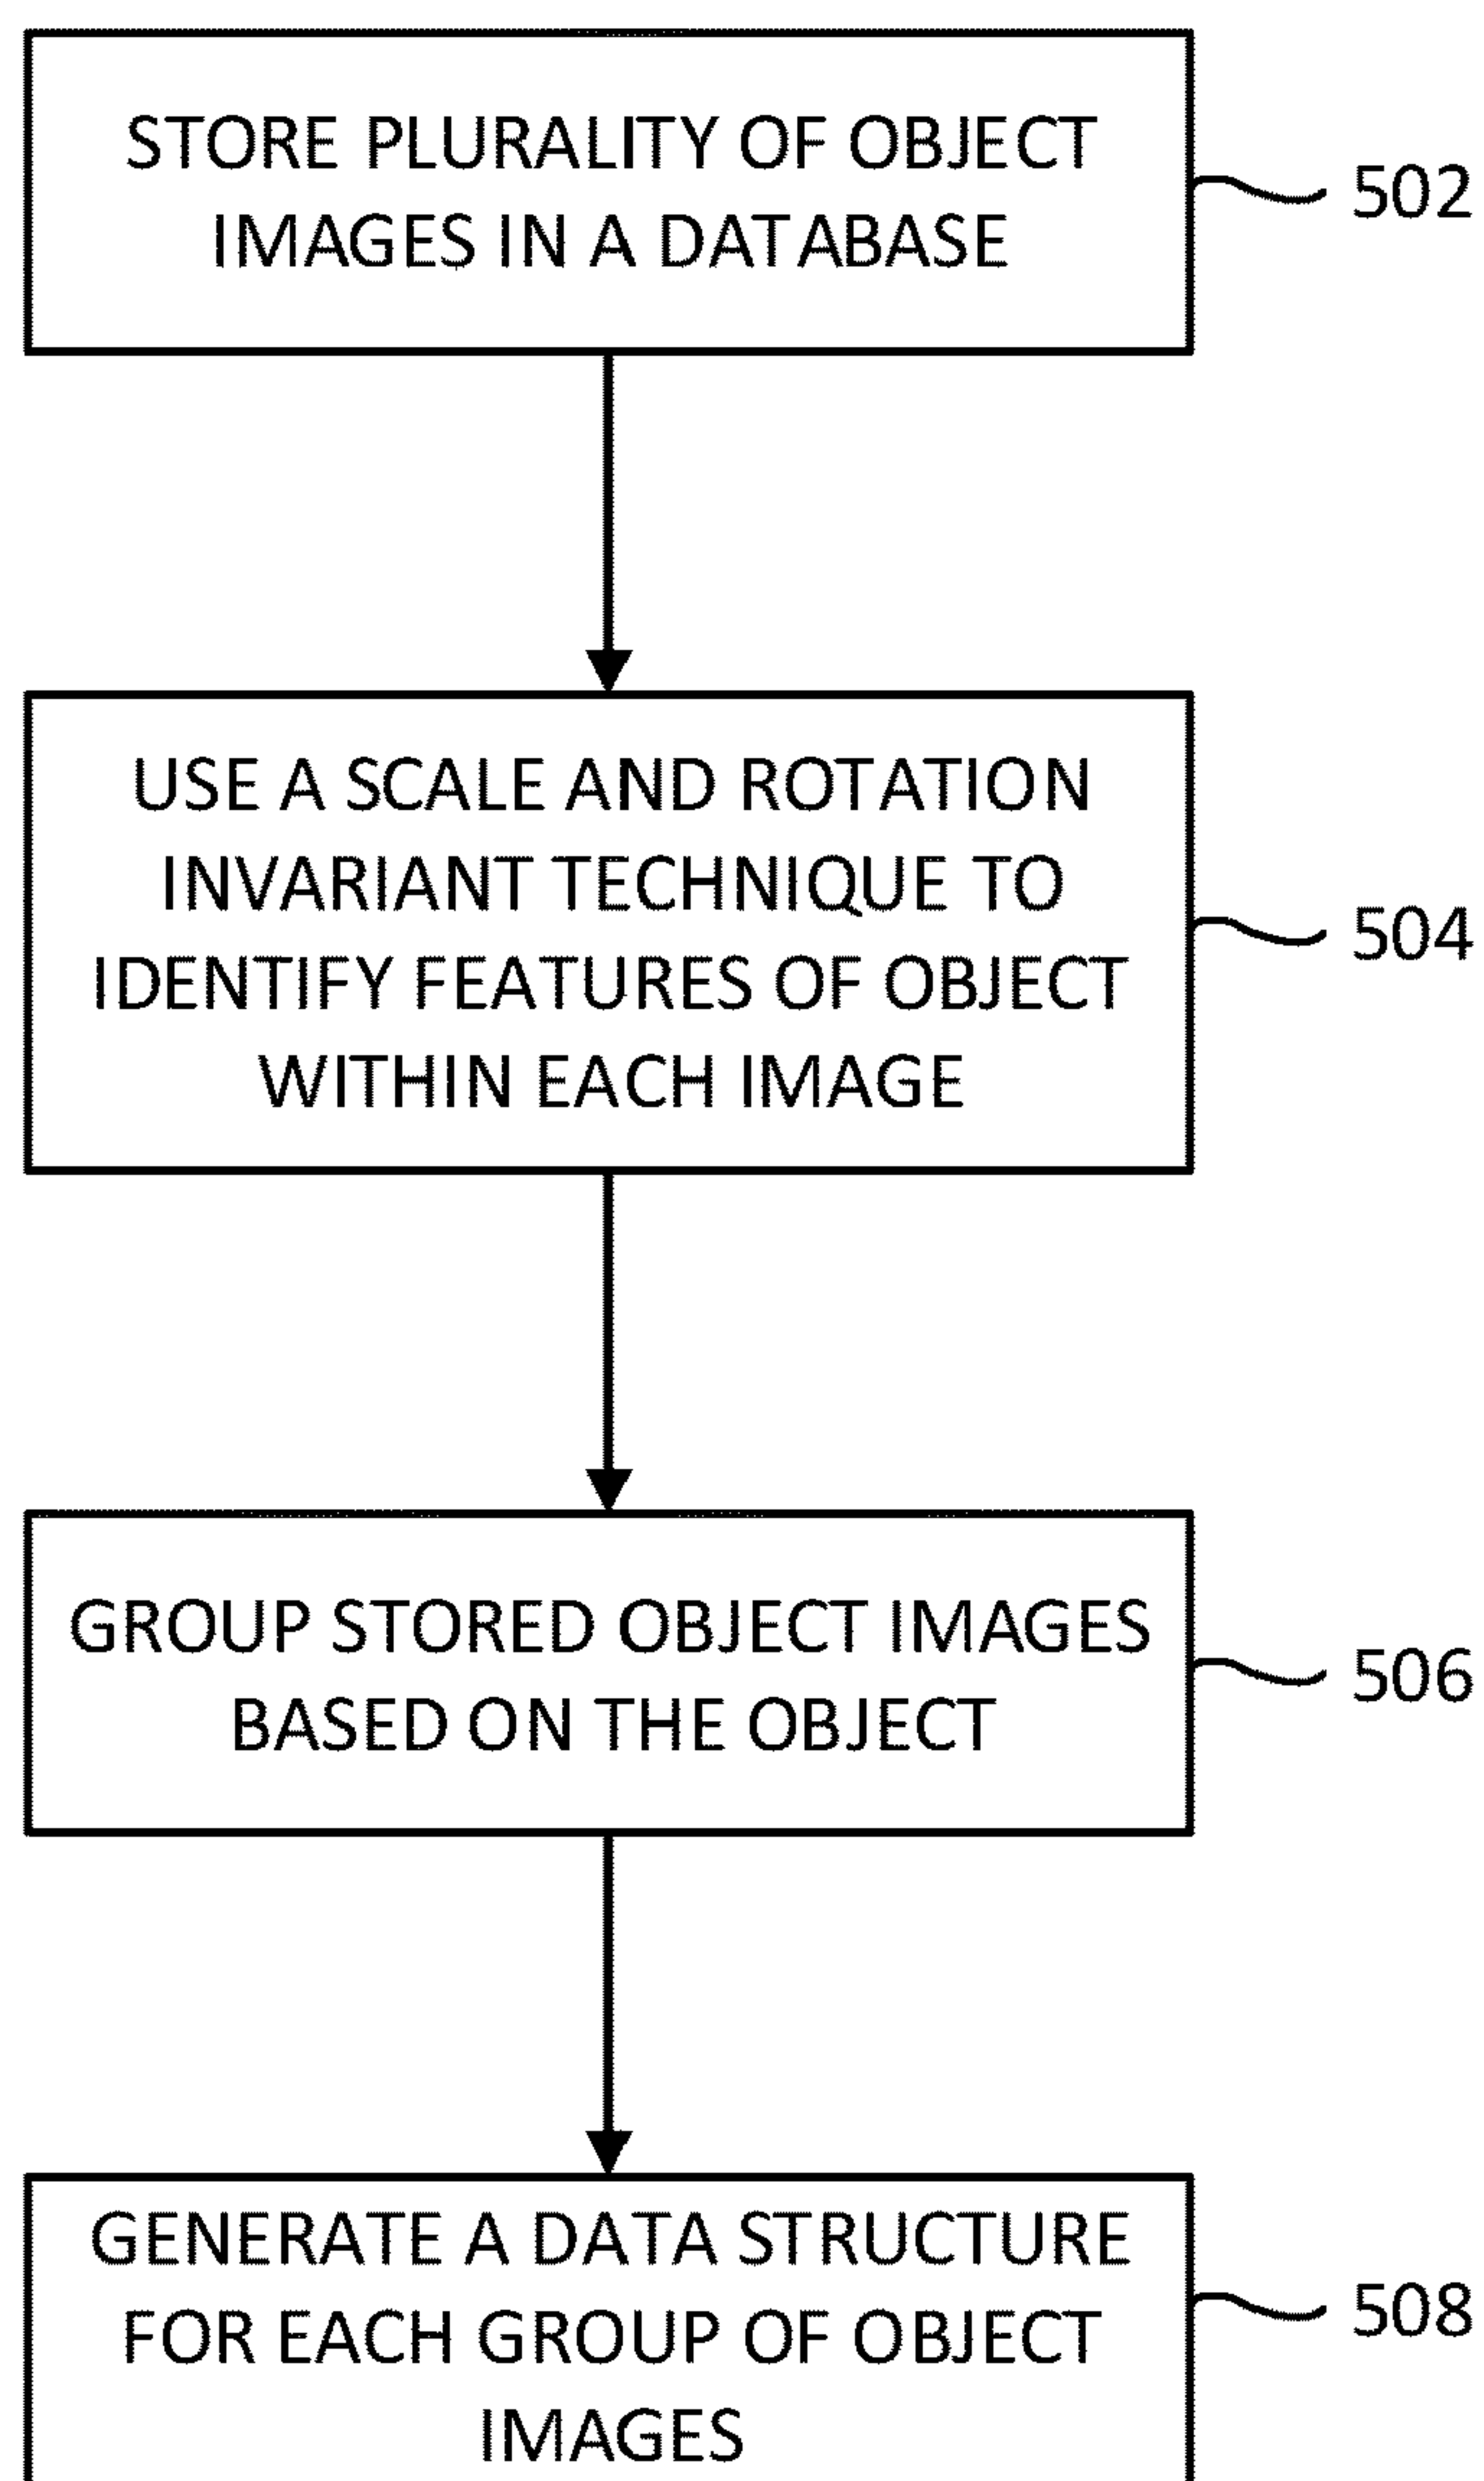 STORE PLURALITY OF OBJECT
IMAGES IN A DATABASE
502
USE A SCALE AND ROTATION
INVARIANT TECHNIQUE TO
IDENTIFY FEATURES OF OBJECT
WITHIN EACH IMAGE
504
GROUP STORED OBJECT IMAGES
BASED ON THE OBJECT
506
GENERATE A DATA STRUCTURE
FOR EACH GROUP OF OBJECT
IMAGES
508